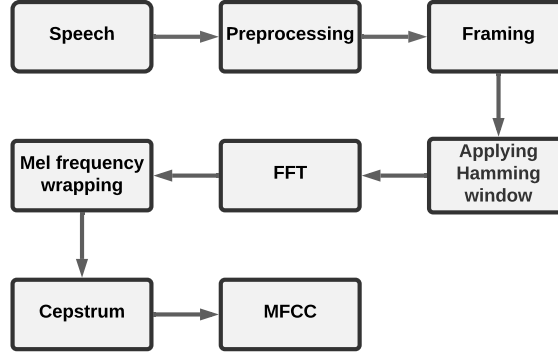 Speech
Preprocessing
Framing
Applying
Hamming
window
FFT
Mel frequency
wrapping
Cepstrum
MFCC